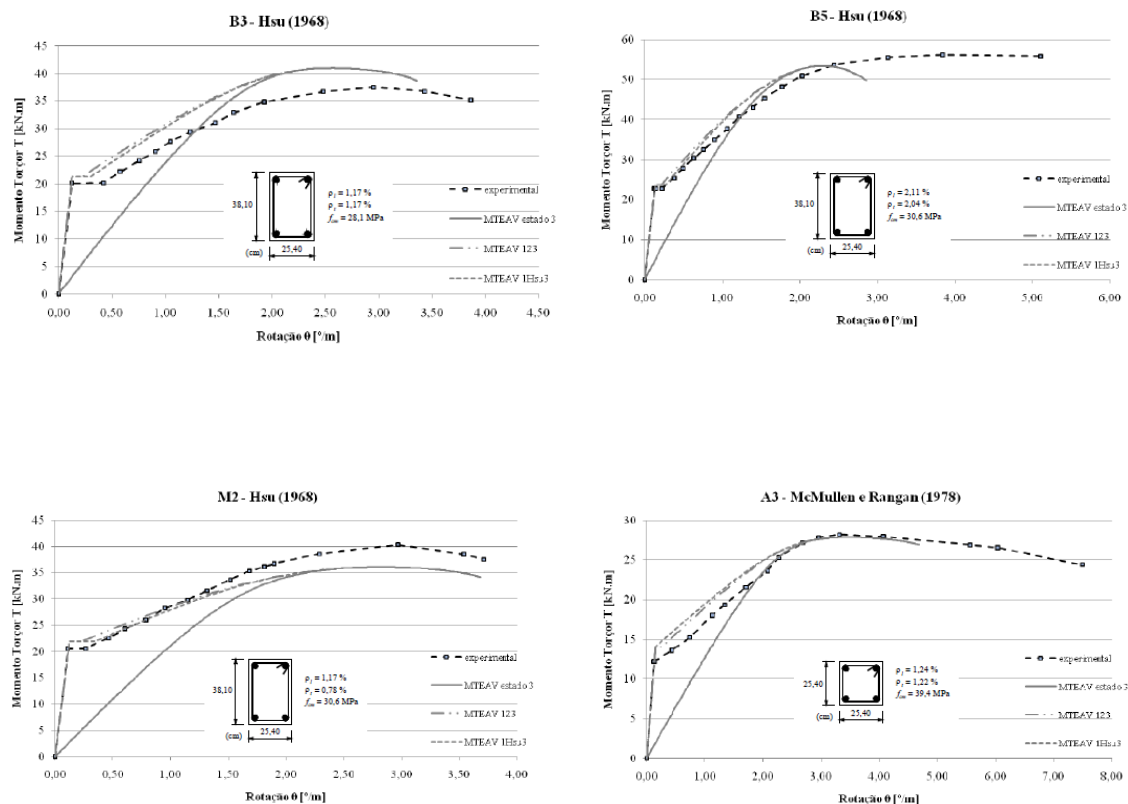 B3 - Hsu (1968)
Momento Torçor T [kN.m]
45
40
35
30
25
20
15
10
5
0
0,00 0,50 1,00 1,50 2,00 2,50 3,00 3,50 4,00 4,50
Rotação θ [º/m]
38,10
(cm)
25,40
ρl = 1,17 %
ρt = 1,17 %
fcm = 28,1 MPa
experimental
MTEAV estado 3
MTEAV 123
MTEAV 1Hsu3
B5 - Hsu (1968)
Momento Torçor T [kN.m]
60
50
40
30
20
10
0
0,00 1,00 2,00 3,00 4,00 5,00 6,00
Rotação θ [º/m]
38,10
(cm)
25,40
ρl = 2,11 %
ρt = 2,04 %
fcm = 30,6 MPa
experimental
MTEAV estado 3
MTEAV 123
MTEAV 1Hsu3
M2 - Hsu (1968)
Momento Torçor T [kN.m]
45
40
35
30
25
20
15
10
5
0
0,00 0,50 1,00 1,50 2,00 2,50 3,00 3,50 4,00
Rotação θ [º/m]
38,10
(cm)
25,40
ρl = 1,17 %
ρt = 0,78 %
fcm = 30,6 MPa
experimental
MTEAV estado 3
MTEAV 123
MTEAV 1Hsu3
A3 - McMullen e Rangan (1978)
Momento Torçor T [kN.m]
30
25
20
15
10
5
0
0,00 1,00 2,00 3,00 4,00 5,00 6,00 7,00 8,00
Rotação θ [º/m]
25,40
(cm)
25,40
ρl = 1,24 %
ρt = 1,22 %
fcm = 39,4 MPa
experimental
MTEAV estado 3
MTEAV 123
MTEAV 1Hsu3